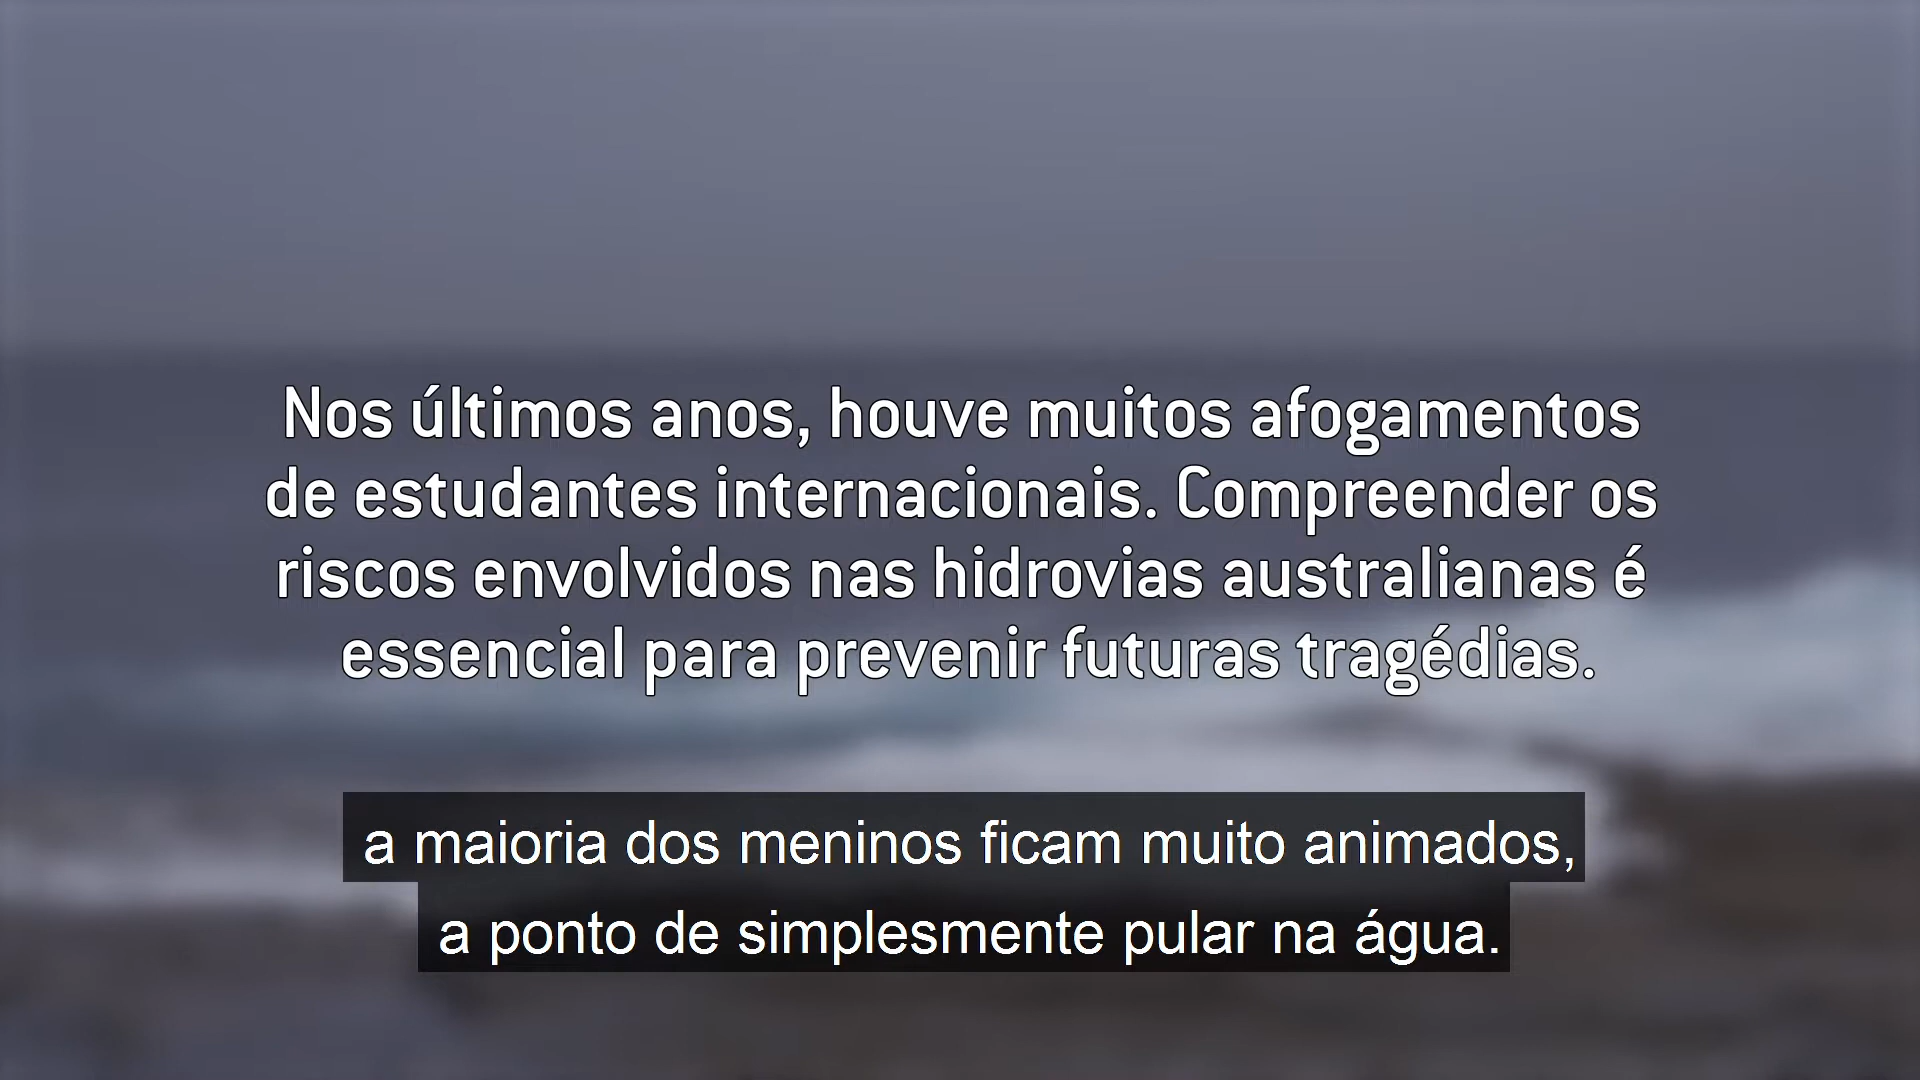 Nos últimos anos, houve muitos afogamentos
de estudantes internacionais. Compreender os
riscos envolvidos nas hidrovias australianas é
essencial para prevenir futuras tragédias.
a maioria dos meninos ficam muito animados,
a ponto de simplesmente pular na água.